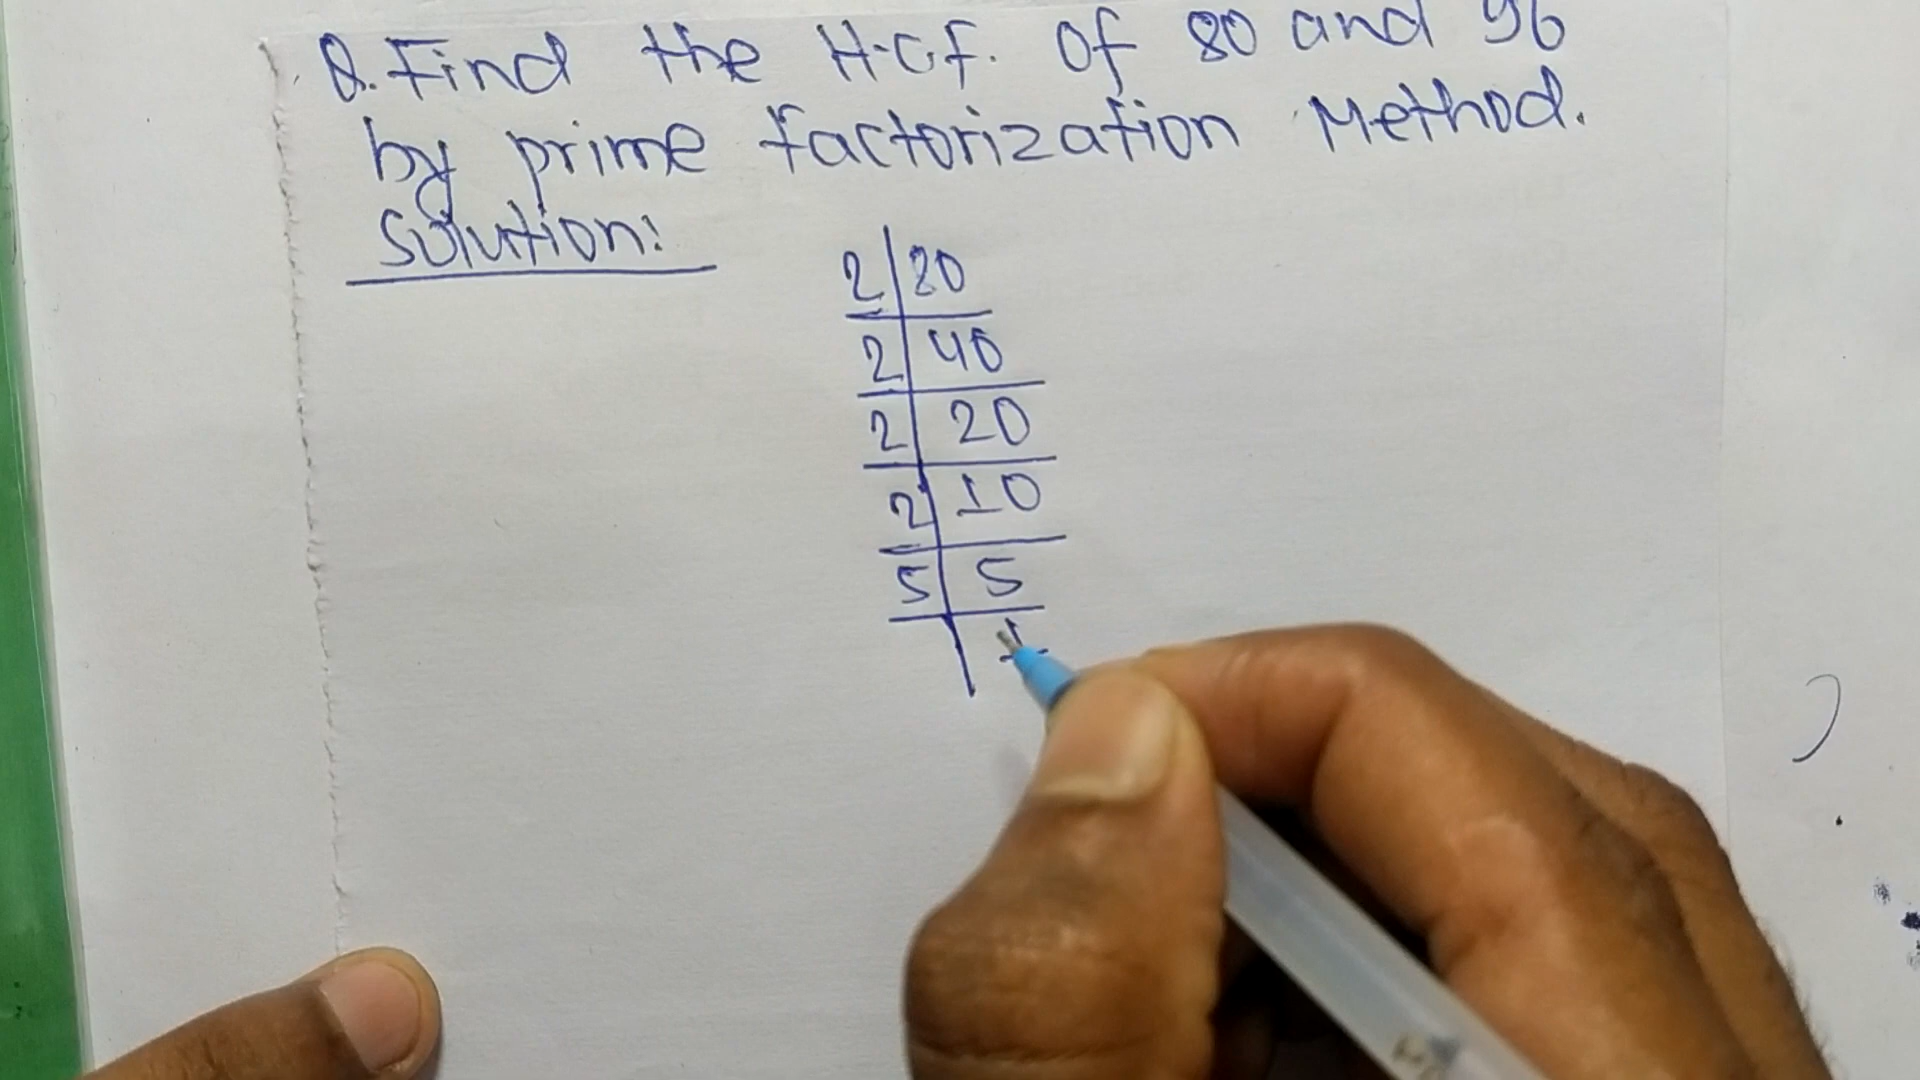 Q. Find the H.C.F. Of 80 and 96
by prime factorization Method.
Solution:
2 80
2 40
2 20
2 10
5 5
1